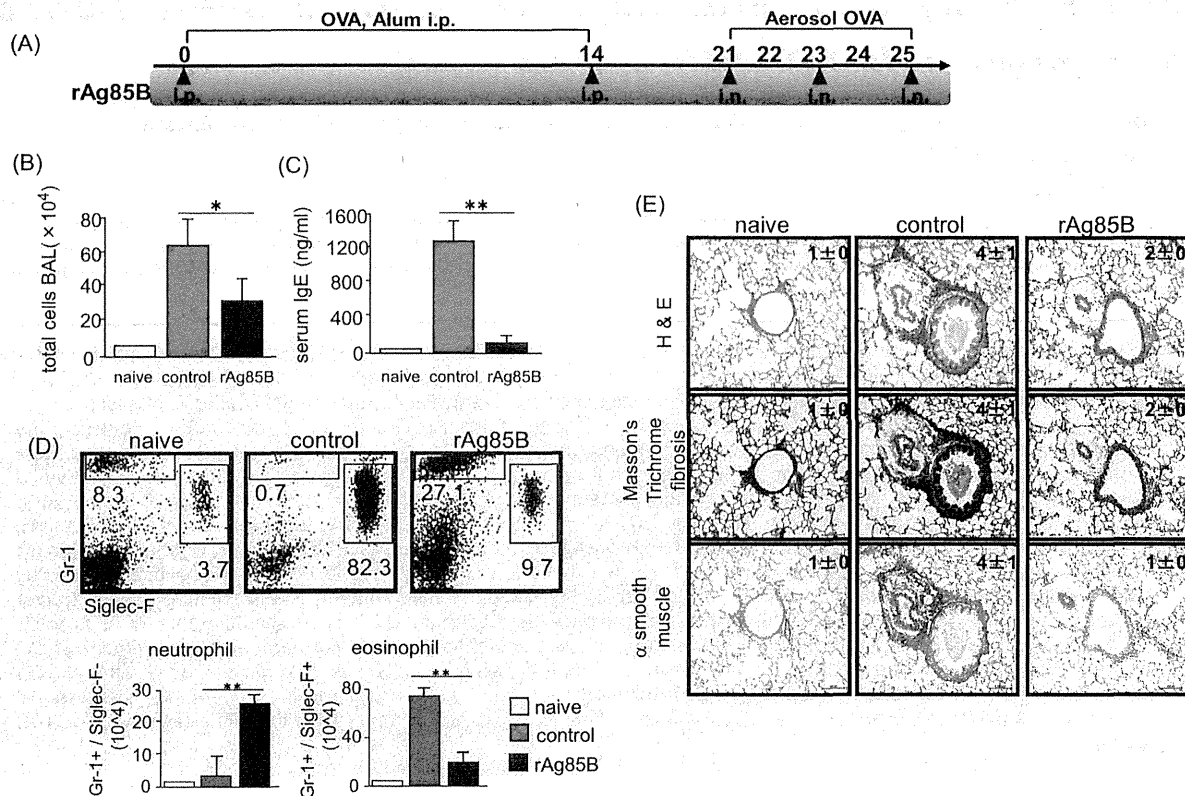 (A)
OVA, Alum i.p.
Aerosol OVA
0 14 21 22 23 24 25
rAg85B i.p. i.p. i.n. i.n. i.n.
(B)
total cells BAL( × 10⁴)
80
60
40
20
0
*
naive control rAg85B
(C)
serum IgE (ng/ml)
1600
1200
800
400
0
**
naive control rAg85B
(D)
naive control rAg85B
8.3 0.7 27.1
3.7 82.3 9.7
Gr-1
Siglec-F
neutrophil
Gr-1+ / Siglec-F-
(10^4)
30
20
10
0
**
eosinophil
Gr-1+ / Siglec-F+
(10^4)
80
40
0
**
naive
control
rAg85B
(E)
naive control rAg85B
H & E
1±0 4±1 2±0
Masson's
Trichrome
fibrosis
1±0 4±1 2±0
α smooth
muscle
1±0 4±1 1±0